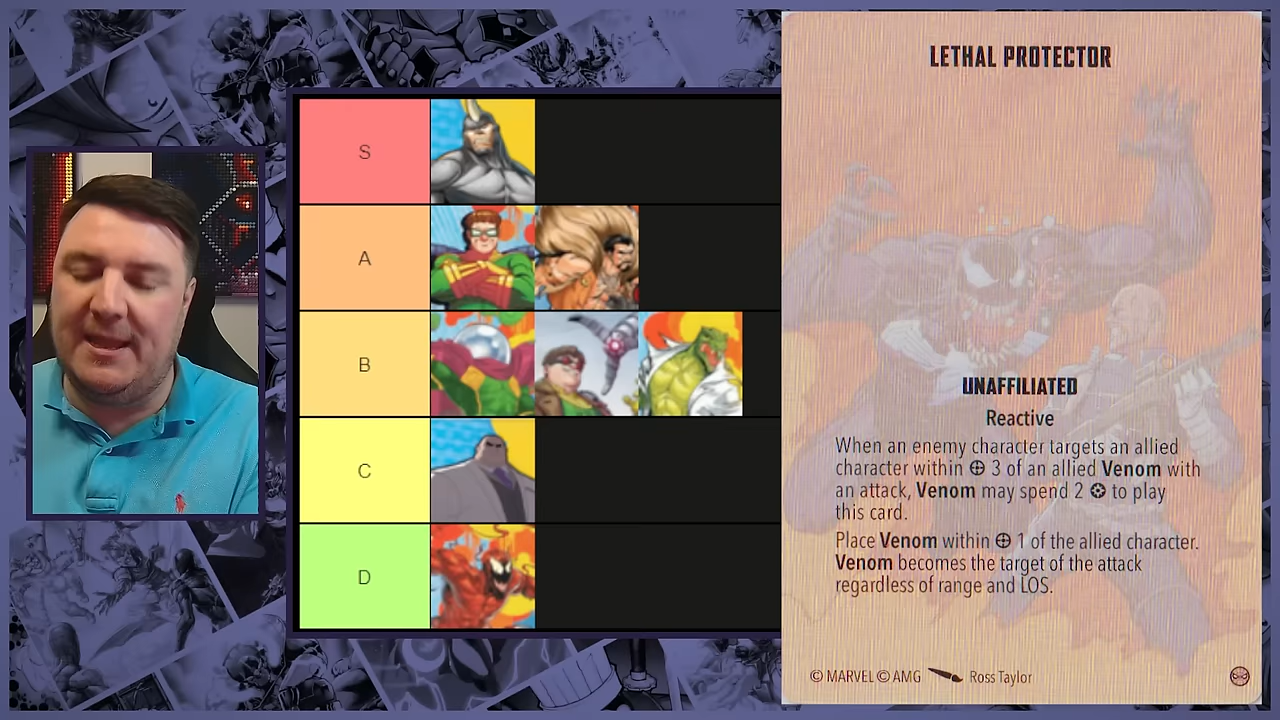 S
A
B
C
D
LETHAL PROTECTOR
UNAFFILIATED
Reactive
When an enemy character targets an allied
character within 3 of an allied Venom with
an attack, Venom may spend 2 to play
this card.
Place Venom within 1 of the allied character.
Venom becomes the target of the attack
regardless of range and LOS.
© MARVEL © AMG Ross Taylor